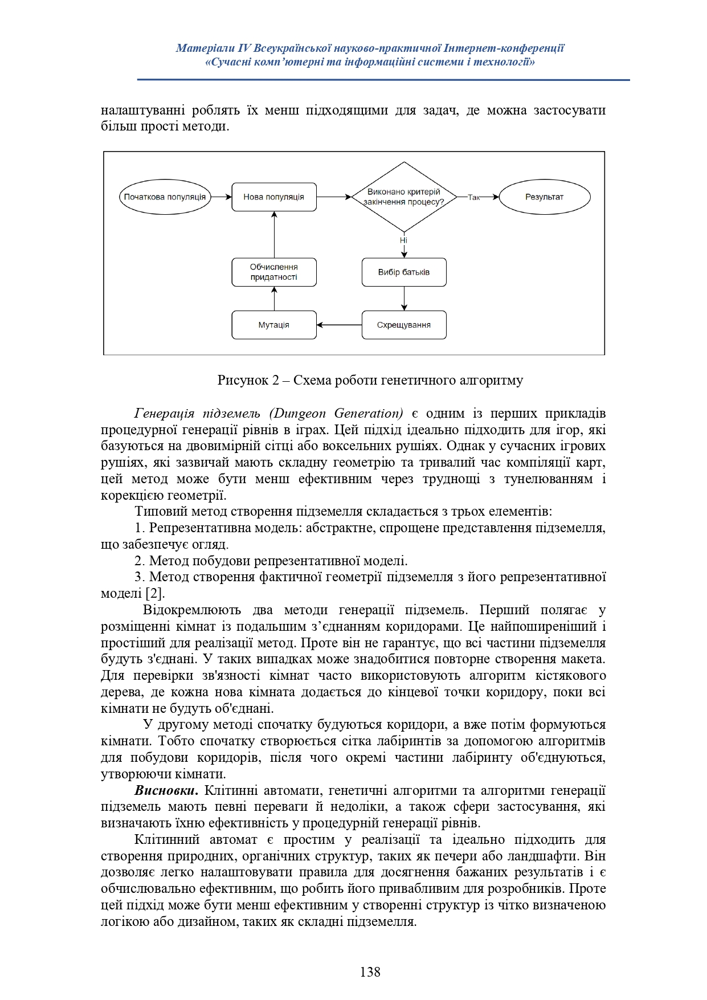 Матеріали IV Всеукраїнської науково-практичної Інтернет-конференції
«Сучасні комп’ютерні та інформаційні системи і технології»
налаштуванні роблять їх менш підходящими для задач, де можна застосувати
більш прості методи.
Початкова популяція
Нова популяція
Виконано критерій
закінчення процесу?
Так
Результат
Ні
Обчислення
придатності
Вибір батьків
Мутація
Схрещування
Рисунок 2 – Схема роботи генетичного алгоритму
Генерація підземель (Dungeon Generation) є одним із перших прикладів
процедурної генерації рівнів в іграх. Цей підхід ідеально підходить для ігор, які
базуються на двовимірній сітці або воксельних рушіях. Однак у сучасних ігрових
рушіях, які зазвичай мають складну геометрію та тривалий час компіляції карт,
цей метод може бути менш ефективним через труднощі з тунелюванням і
корекцією геометрії.
Типовий метод створення підземелля складається з трьох елементів:
1. Репрезентативна модель: абстрактне, спрощене представлення підземелля,
що забезпечує огляд.
2. Метод побудови репрезентативної моделі.
3. Метод створення фактичної геометрії підземелля з його репрезентативної
моделі [2].
Відокремлюють два методи генерації підземель. Перший полягає у
розміщенні кімнат із подальшим з’єднанням коридорами. Це найпоширеніший і
простіший для реалізації метод. Проте він не гарантує, що всі частини підземелля
будуть з'єднані. У таких випадках може знадобитися повторне створення макета.
Для перевірки зв'язності кімнат часто використовують алгоритм кістякового
дерева, де кожна нова кімната додається до кінцевої точки коридору, поки всі
кімнати не будуть об'єднані.
У другому методі спочатку будуються коридори, а вже потім формуються
кімнати. Тобто спочатку створюється сітка лабіринтів за допомогою алгоритмів
для побудови коридорів, після чого окремі частини лабіринту об'єднуються,
утворюючи кімнати.
Висновки. Клітинні автомати, генетичні алгоритми та алгоритми генерації
підземель мають певні переваги й недоліки, а також сфери застосування, які
визначають їхню ефективність у процедурній генерації рівнів.
Клітинний автомат є простим у реалізації та ідеально підходить для
створення природних, органічних структур, таких як печери або ландшафти. Він
дозволяє легко налаштовувати правила для досягнення бажаних результатів і є
обчислювально ефективним, що робить його привабливим для розробників. Проте
цей підхід може бути менш ефективним у створенні структур із чітко визначеною
логікою або дизайном, таких як складні підземелля.
138